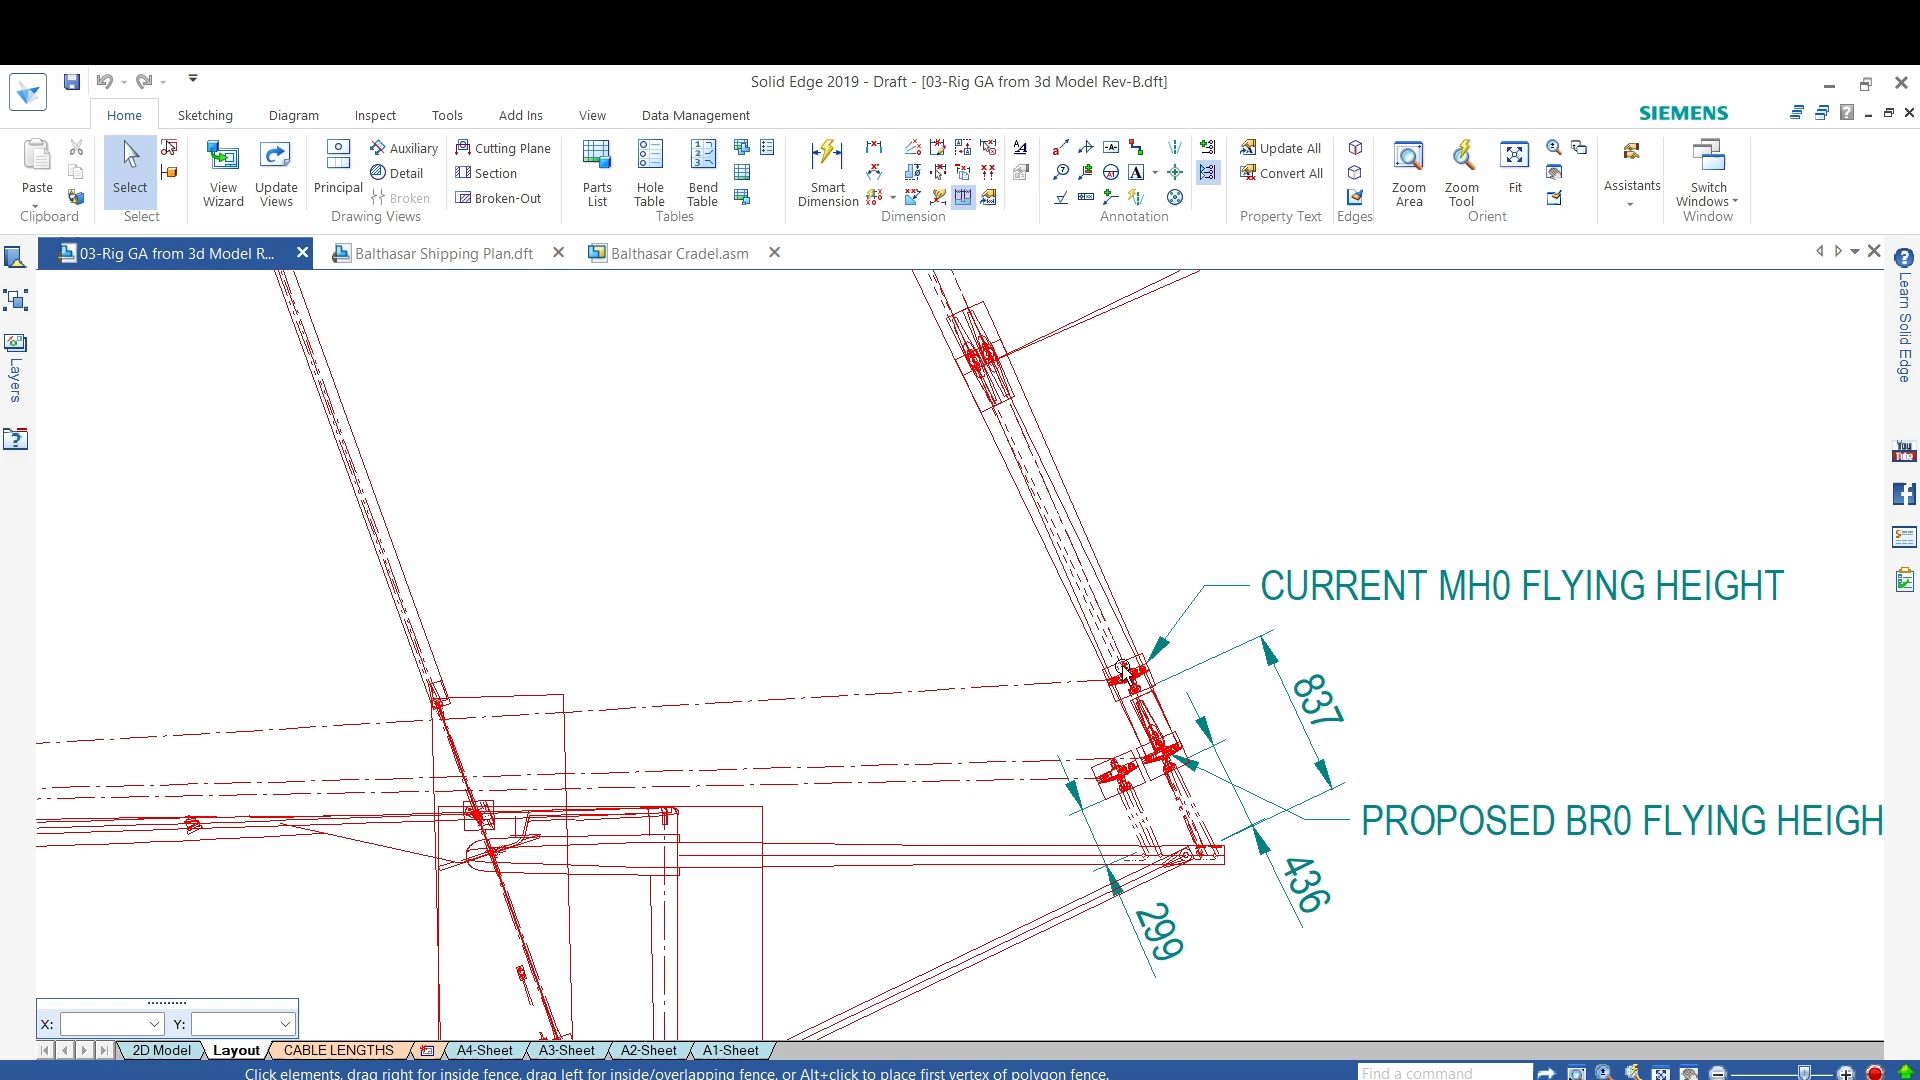 Solid Edge 2019 - Draft - [03-Rig GA from 3d Model Rev-B.dft]
Home Sketching Diagram Inspect Tools Add Ins View Data Management
SIEMENS
Paste
Clipboard
Select
Select
View Wizard
Update Views
Principal
Auxiliary
Detail
Broken
Cutting Plane
Section
Broken-Out
Drawing Views
Parts List
Hole Table
Bend Table
Tables
Smart Dimension
Dimension
Annotation
Update All
Convert All
Property Text
Edges
Zoom Area
Zoom Tool
Fit
Orient
Assistants
Switch Windows
Window
03-Rig GA from 3d Model R...
Balthasar Shipping Plan.dft
Balthasar Cradel.asm
Layers
Learn Solid Edge
You Tube
CURRENT MH0 FLYING HEIGHT
837
PROPOSED BR0 FLYING HEIGH
436
299
X: Y:
2D Model Layout CABLE LENGTHS A4-Sheet A3-Sheet A2-Sheet A1-Sheet
Click elements, drag right for inside fence, drag left for inside/overlapping fence, or Alt+click to place first vertex of polygon fence.
Find a command